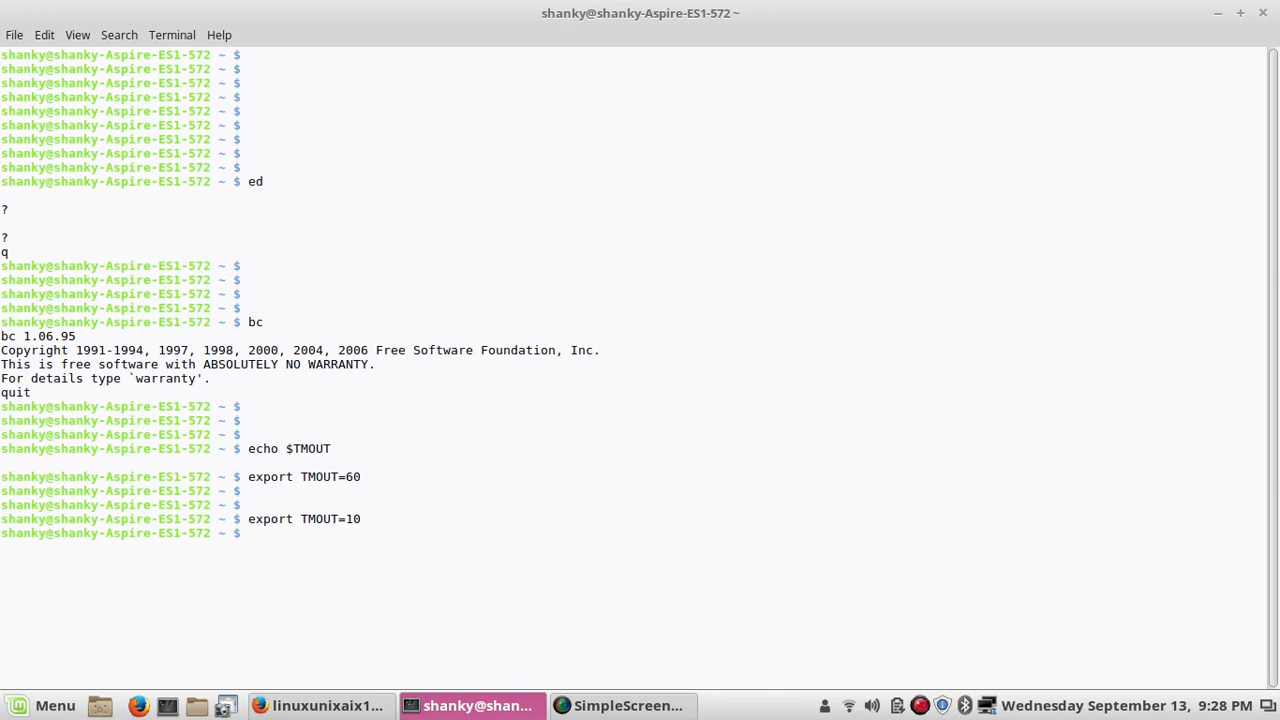 shanky@shanky-Aspire-ES1-572 ~
File Edit View Search Terminal Help
shanky@shanky-Aspire-ES1-572 ~ $
shanky@shanky-Aspire-ES1-572 ~ $
shanky@shanky-Aspire-ES1-572 ~ $
shanky@shanky-Aspire-ES1-572 ~ $
shanky@shanky-Aspire-ES1-572 ~ $
shanky@shanky-Aspire-ES1-572 ~ $
shanky@shanky-Aspire-ES1-572 ~ $
shanky@shanky-Aspire-ES1-572 ~ $
shanky@shanky-Aspire-ES1-572 ~ $
shanky@shanky-Aspire-ES1-572 ~ $ ed
?
?
q
shanky@shanky-Aspire-ES1-572 ~ $
shanky@shanky-Aspire-ES1-572 ~ $
shanky@shanky-Aspire-ES1-572 ~ $
shanky@shanky-Aspire-ES1-572 ~ $
shanky@shanky-Aspire-ES1-572 ~ $ bc
bc 1.06.95
Copyright 1991-1994, 1997, 1998, 2000, 2004, 2006 Free Software Foundation, Inc.
This is free software with ABSOLUTELY NO WARRANTY.
For details type `warranty'.
quit
shanky@shanky-Aspire-ES1-572 ~ $
shanky@shanky-Aspire-ES1-572 ~ $
shanky@shanky-Aspire-ES1-572 ~ $
shanky@shanky-Aspire-ES1-572 ~ $ echo $TMOUT
shanky@shanky-Aspire-ES1-572 ~ $ export TMOUT=60
shanky@shanky-Aspire-ES1-572 ~ $
shanky@shanky-Aspire-ES1-572 ~ $
shanky@shanky-Aspire-ES1-572 ~ $ export TMOUT=10
shanky@shanky-Aspire-ES1-572 ~ $
Menu linuxunixaix1... shanky@shan... SimpleScreen... Wednesday September 13, 9:28 PM